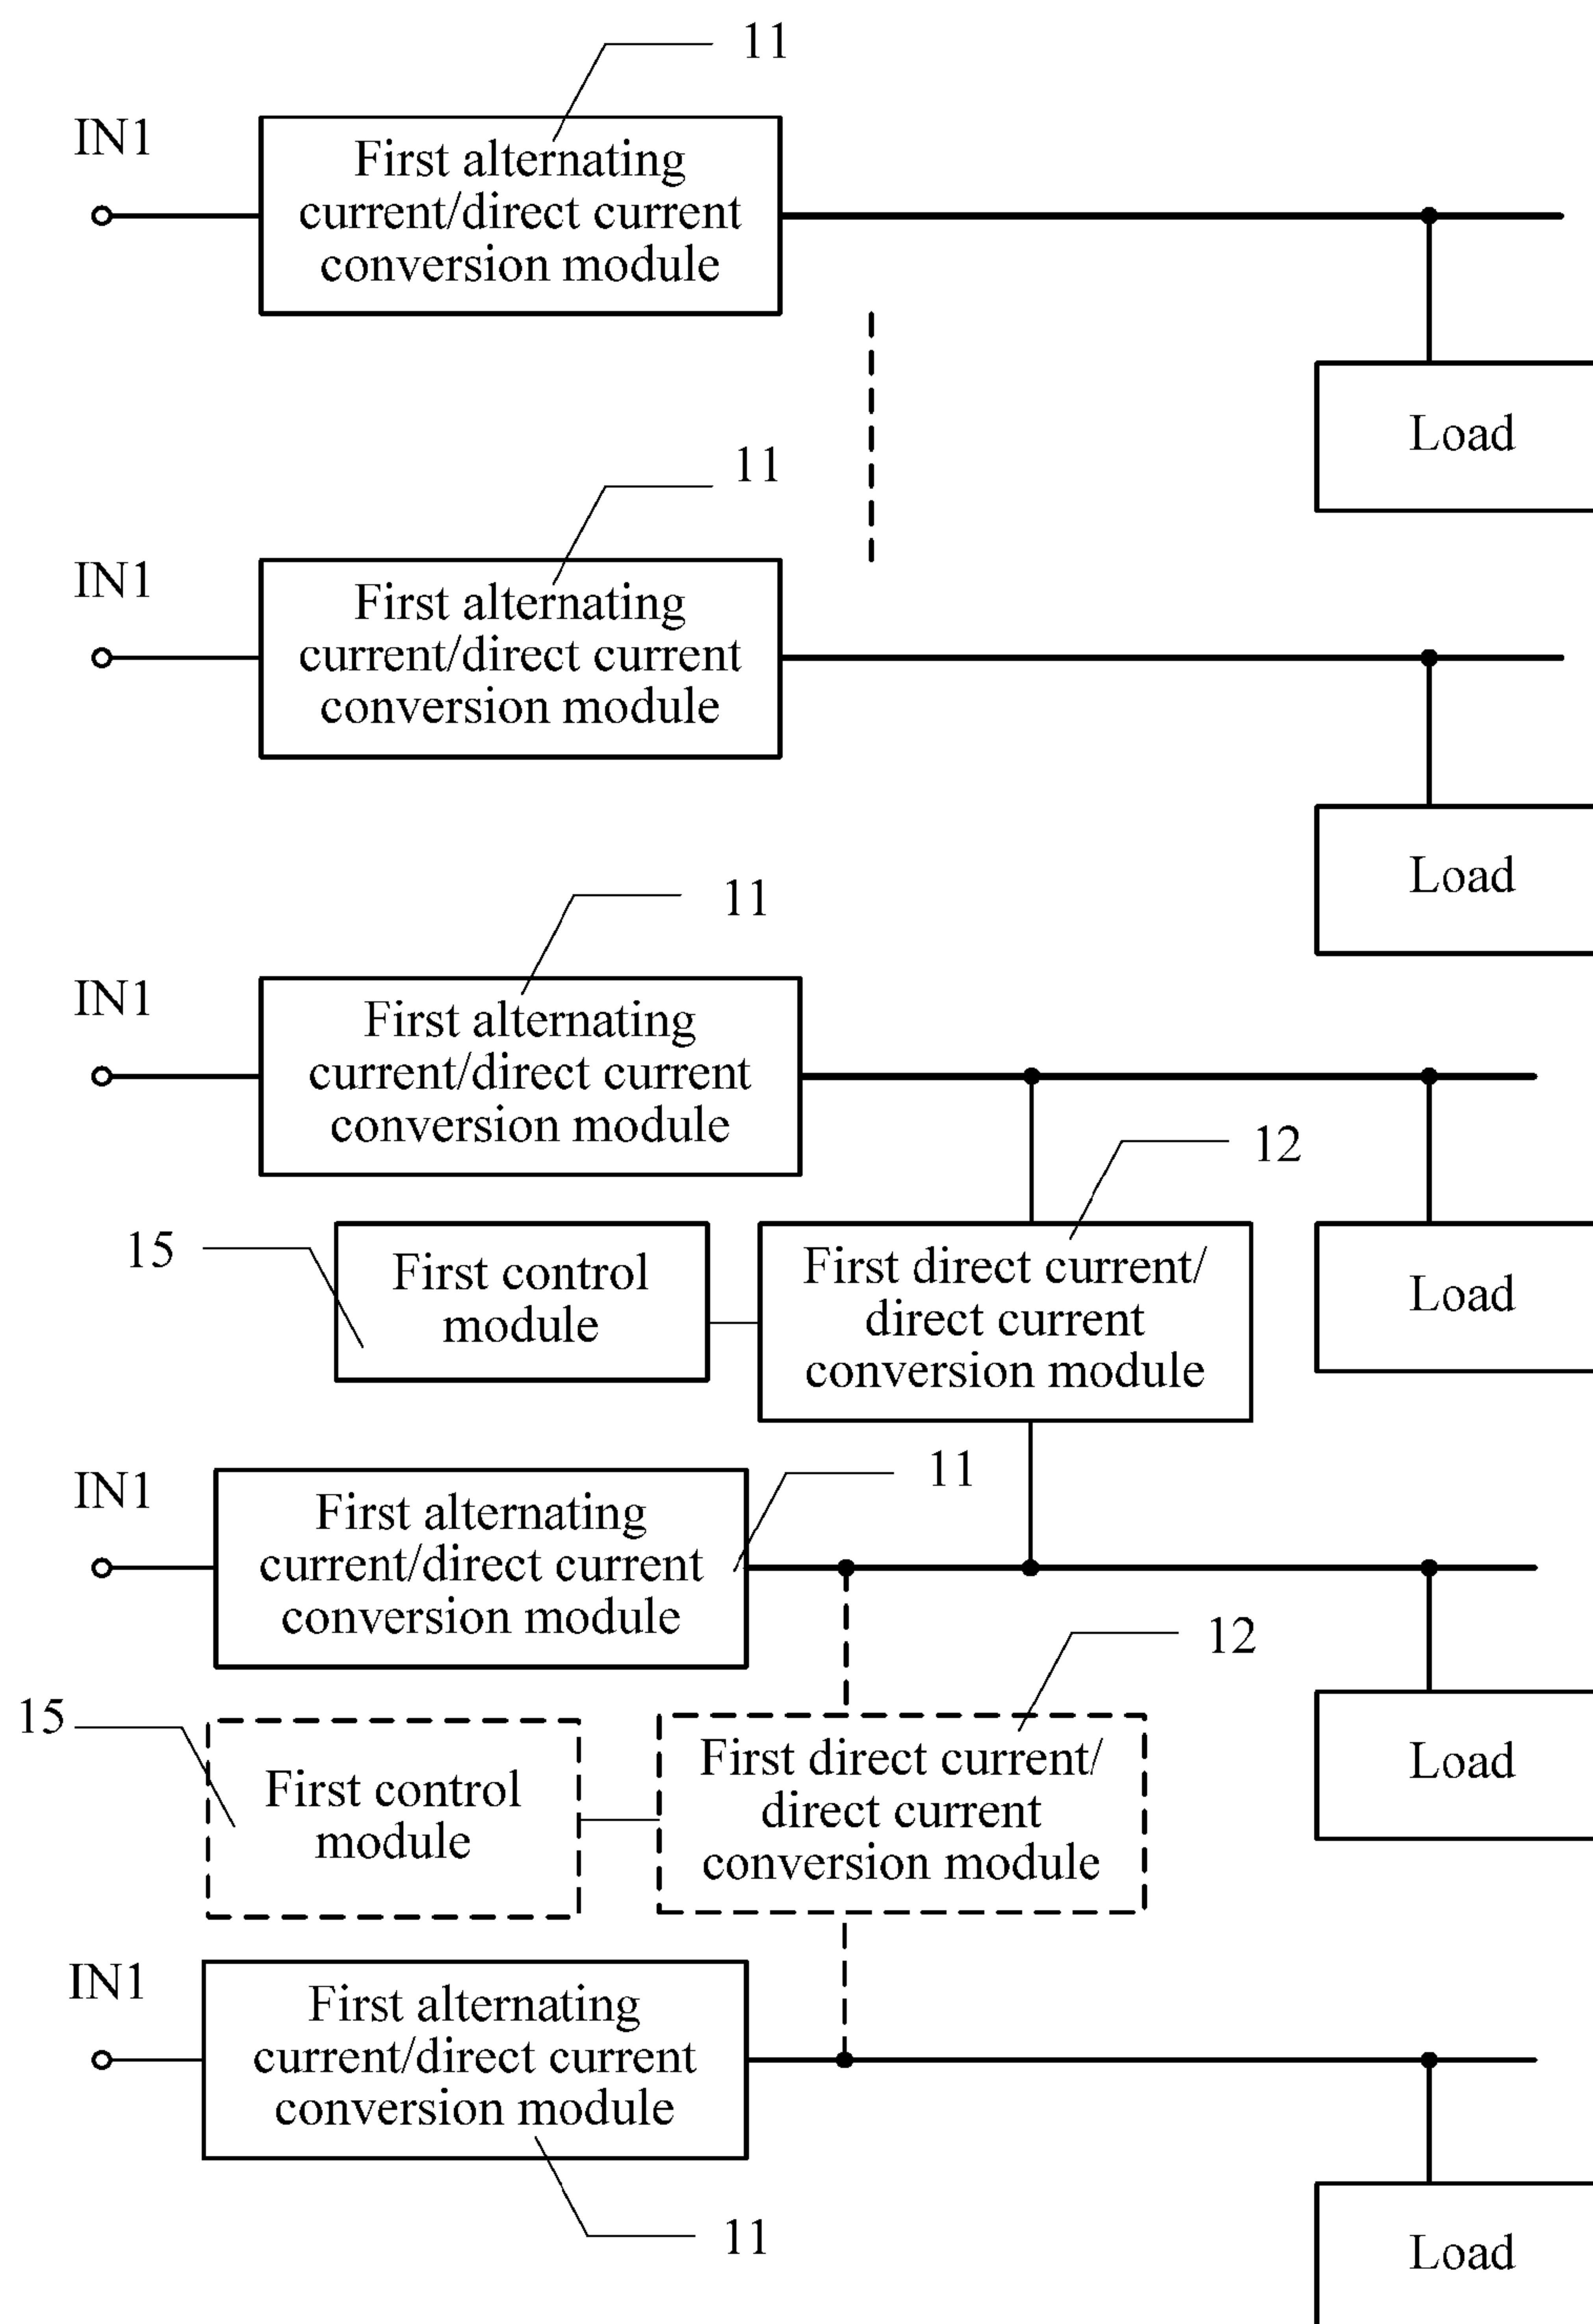 11
IN1
First alternating
current/direct current
conversion module
Load
11
IN1
First alternating
current/direct current
conversion module
Load
11
IN1
First alternating
current/direct current
conversion module
12
15
First control
module
First direct current/
direct current
conversion module
Load
11
IN1
First alternating
current/direct current
conversion module
12
15
First control
module
First direct current/
direct current
conversion module
Load
IN1
First alternating
current/direct current
conversion module
11
Load